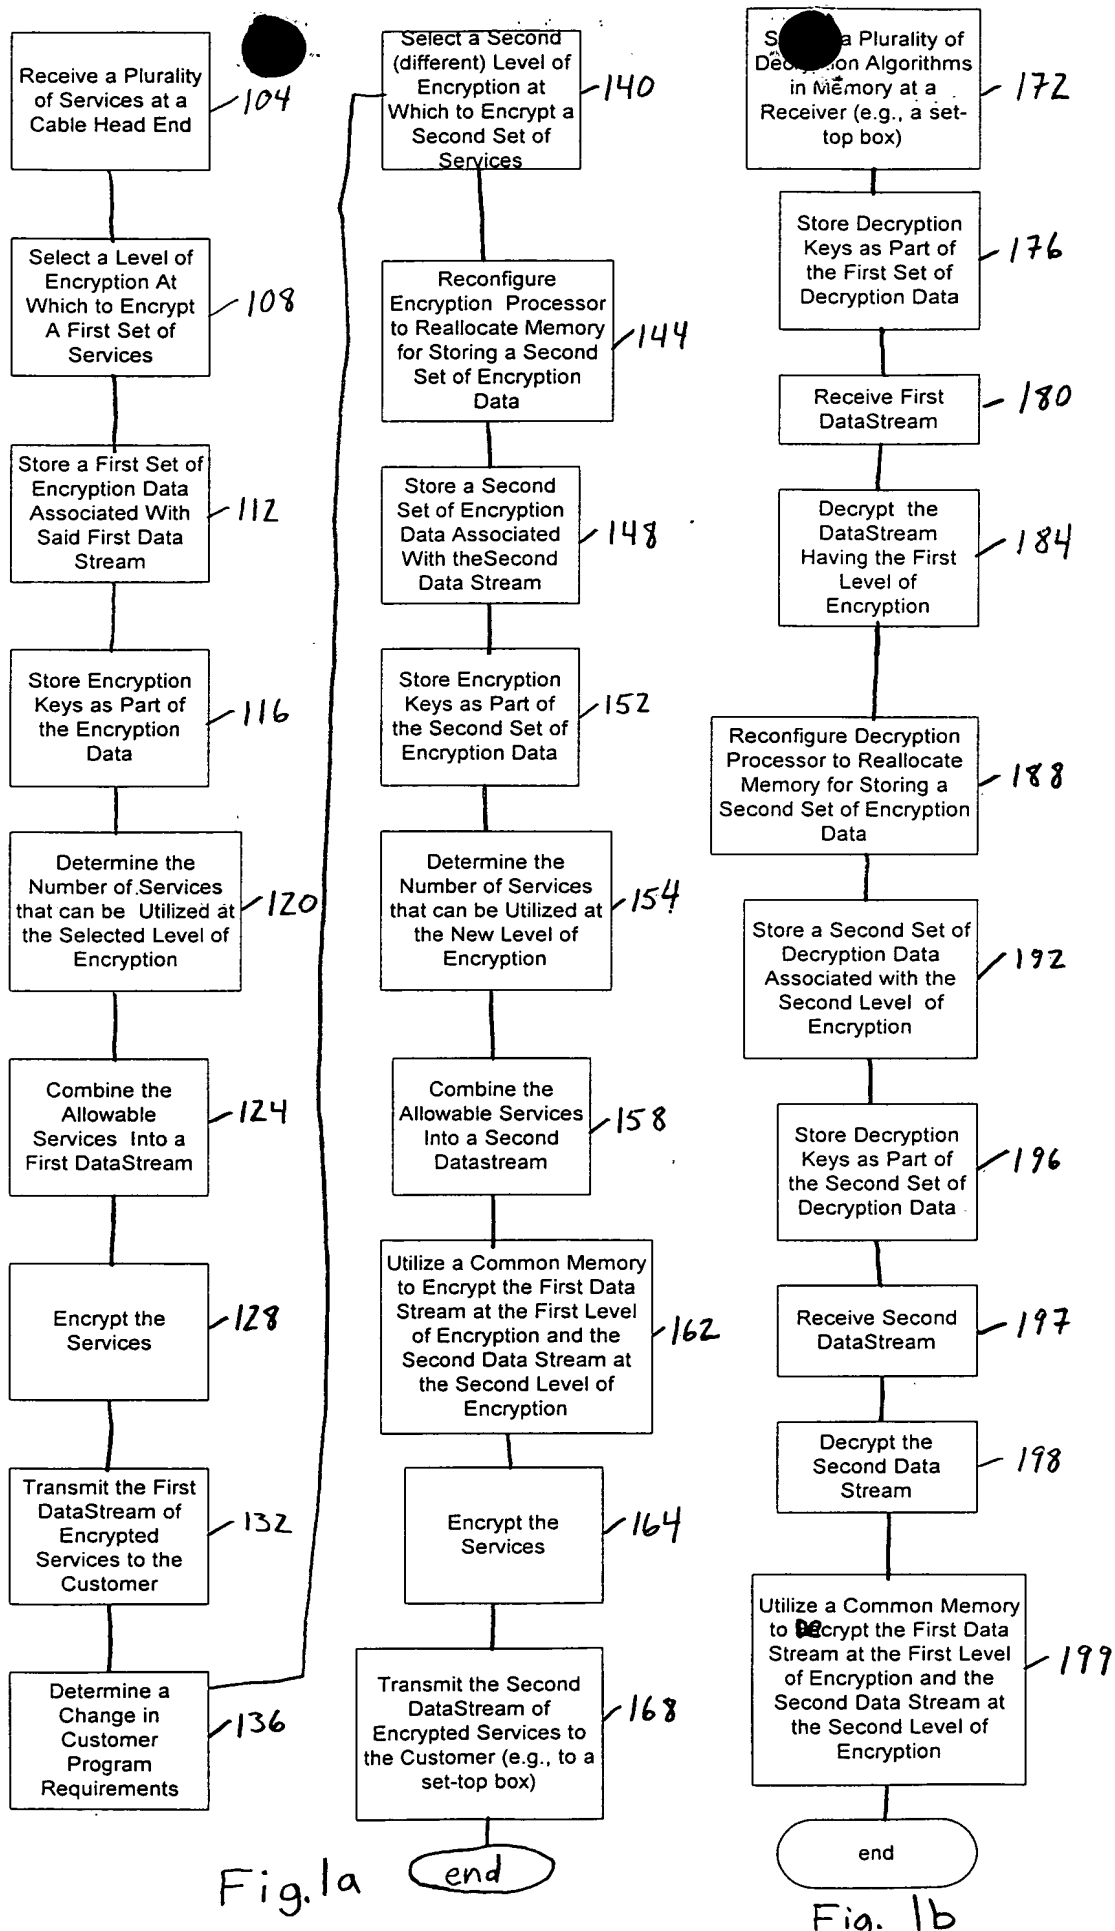 Receive a Plurality
of Services at a
Cable Head End
104
Select a Level of
Encryption At
Which to Encrypt
A First Set of
Services
108
Store a First Set of
Encryption Data
Associated With
Said First Data
Stream
112
Store Encryption
Keys as Part of
the Encryption
Data
116
Determine the
Number of Services
that can be Utilized at
the Selected Level of
Encryption
120
Combine the
Allowable
Services Into a
First DataStream
124
Encrypt the
Services
128
Transmit the First
DataStream of
Encrypted
Services to the
Customer
132
Determine a
Change in
Customer
Program
Requirements
136
Select a Second
(different) Level of
Encryption at
Which to Encrypt a
Second Set of
Services
140
Reconfigure
Encryption Processor
to Reallocate Memory
for Storing a Second
Set of Encryption
Data
144
Store a Second
Set of Encryption
Data Associated
With theSecond
Data Stream
148
Store Encryption
Keys as Part of
the Second Set of
Encryption Data
152
Determine the
Number of Services
that can be Utilized at
the New Level of
Encryption
154
Combine the
Allowable Services
Into a Second
Datastream
158
Utilize a Common Memory
to Encrypt the First Data
Stream at the First Level
of Encryption and the
Second Data Stream at
the Second Level of
Encryption
162
Encrypt the
Services
164
Transmit the Second
DataStream of
Encrypted Services to
the Customer (e.g., to a
set-top box)
168
end
Fig.1a
a Plurality of
Algorithms
in Memory at a
Receiver (e.g., a set-
top box)
172
Store Decryption
Keys as Part of
the First Set of
Decryption Data
176
Receive First
DataStream
180
Decrypt the
DataStream
Having the First
Level of
Encryption
184
Reconfigure Decryption
Processor to Reallocate
Memory for Storing a
Second Set of Encryption
Data
188
Store a Second Set of
Decryption Data
Associated with the
Second Level of
Encryption
192
Store Decryption
Keys as Part of
the Second Set of
Decryption Data
196
Receive Second
DataStream
197
Decrypt the
Second Data
Stream
198
Utilize a Common Memory
to Decrypt the First Data
Stream at the First Level
of Encryption and the
Second Data Stream at
the Second Level of
Encryption
199
end
Fig. 1b